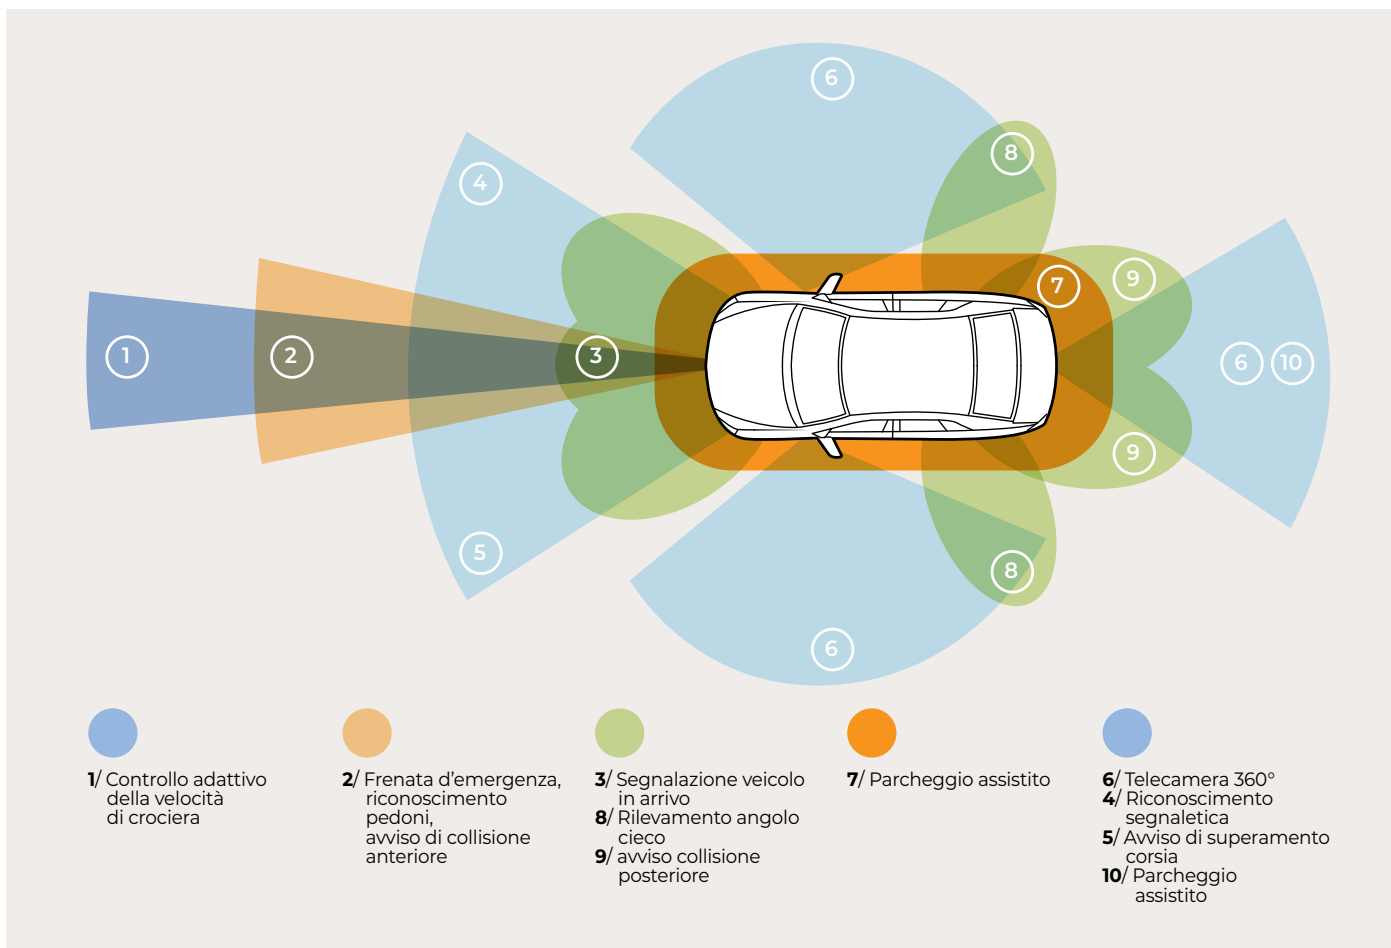 6
8
4
9
7
1
2
3
6
10
9
5
8
6
1/ Controllo adattivo
della velocità
di crociera
2/ Frenata d’emergenza,
riconoscimento
pedoni,
avviso di collisione
anteriore
3/ Segnalazione veicolo
in arrivo
8/ Rilevamento angolo
cieco
9/ avviso collisione
posteriore
7/ Parcheggio assistito
6/ Telecamera 360°
4/ Riconoscimento
segnaletica
5/ Avviso di superamento
corsia
10/ Parcheggio
assistito